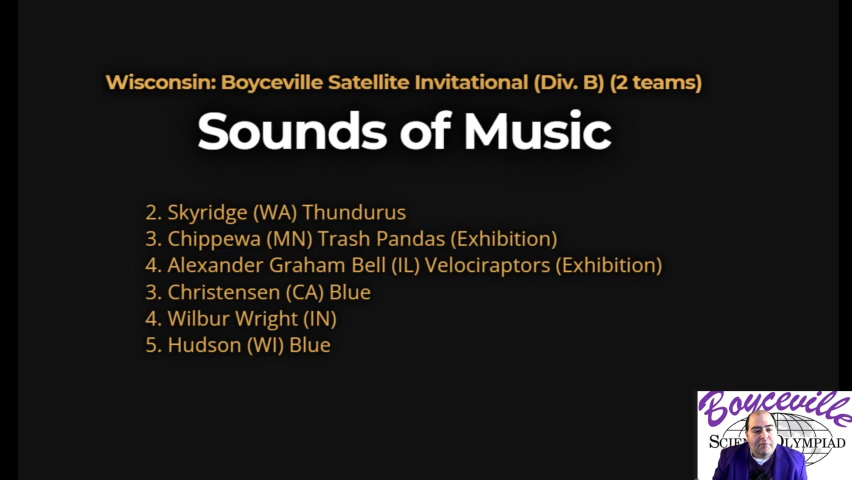 Wisconsin: Boyceville Satellite Invitational (Div. B) (2 teams)
Sounds of Music
2. Skyridge (WA) Thundurus
3. Chippewa (MN) Trash Pandas (Exhibition)
4. Alexander Graham Bell (IL) Velociraptors (Exhibition)
3. Christensen (CA) Blue
4. Wilbur Wright (IN)
5. Hudson (WI) Blue
Boyceville